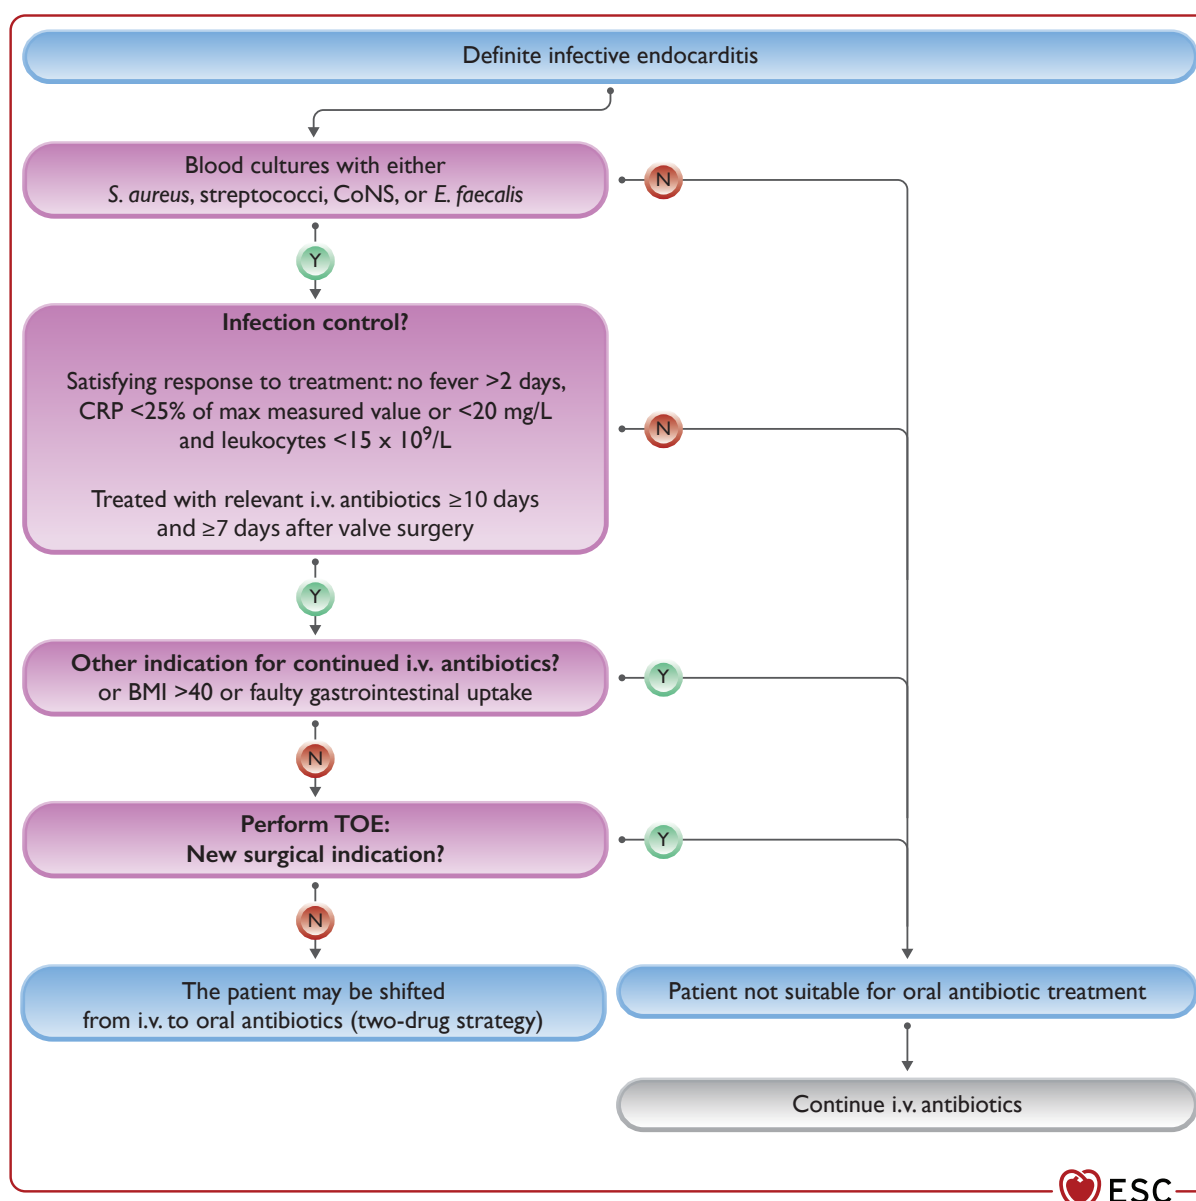 Definite infective endocarditis
Blood cultures with either
S. aureus, streptococci, CoNS, or E. faecalis
N
Y
Infection control?
Satisfying response to treatment: no fever >2 days,
CRP <25% of max measured value or <20 mg/L
and leukocytes <15 x 10⁹/L
N
Treated with relevant i.v. antibiotics ≥10 days
and ≥7 days after valve surgery
Y
Other indication for continued i.v. antibiotics?
or BMI >40 or faulty gastrointestinal uptake
Y
N
Perform TOE:
New surgical indication?
Y
N
The patient may be shifted
from i.v. to oral antibiotics (two-drug strategy)
Patient not suitable for oral antibiotic treatment
Continue i.v. antibiotics
ESC